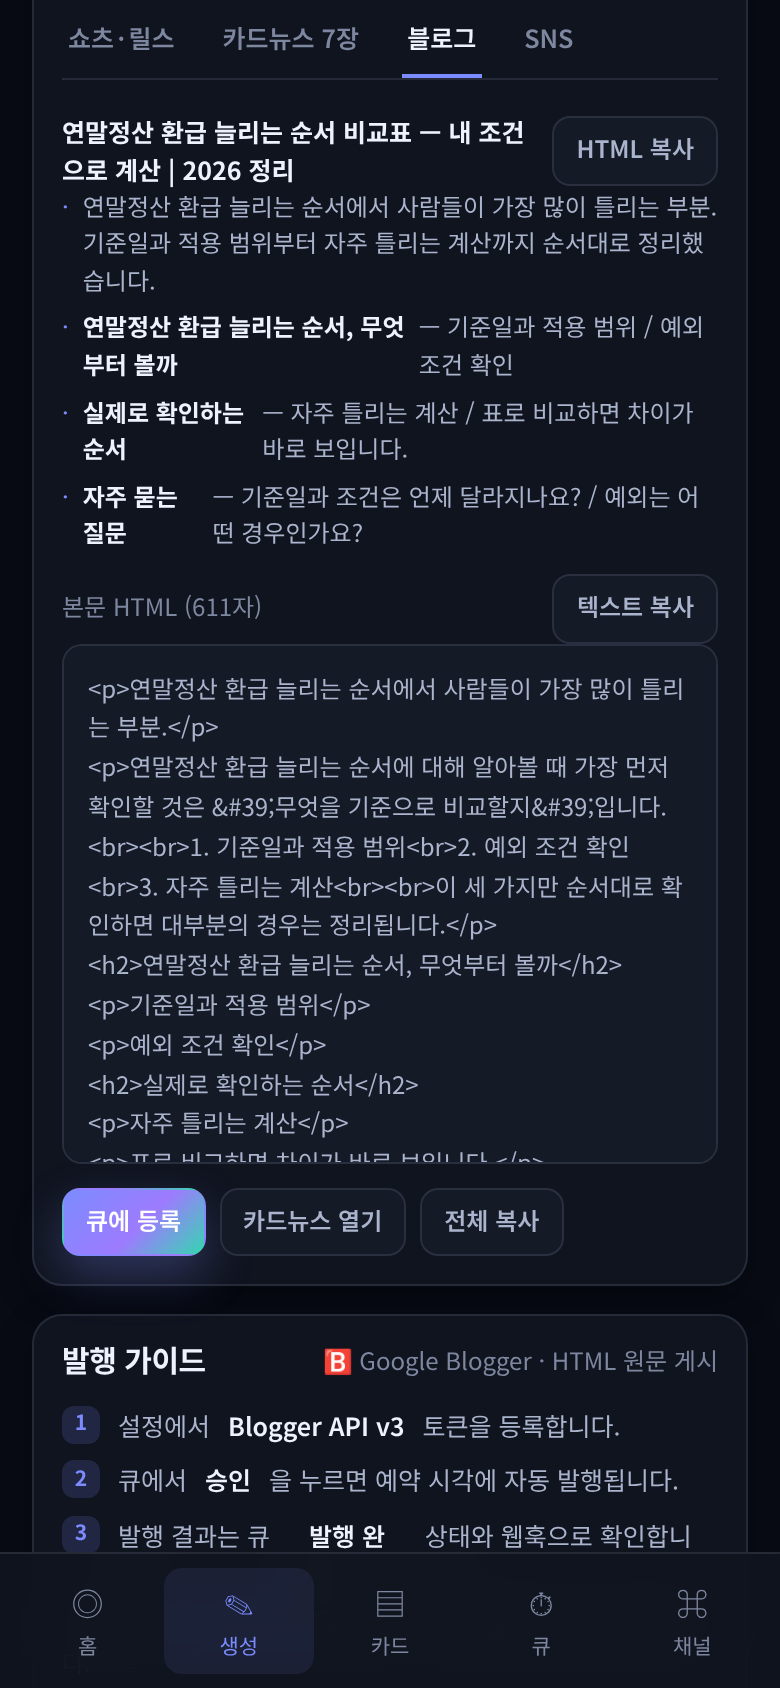 쇼츠·릴스 카드뉴스 7장 블로그 SNS
연말정산 환급 늘리는 순서 비교표 — 내 조건
으로 계산 | 2026 정리
HTML 복사
· 연말정산 환급 늘리는 순서에서 사람들이 가장 많이 틀리는 부분.
기준일과 적용 범위부터 자주 틀리는 계산까지 순서대로 정리했
습니다.
· 연말정산 환급 늘리는 순서, 무엇 — 기준일과 적용 범위 / 예외
부터 볼까 조건 확인
· 실제로 확인하는 — 자주 틀리는 계산 / 표로 비교하면 차이가
순서 바로 보입니다.
· 자주 묻는 — 기준일과 조건은 언제 달라지나요? / 예외는 어
질문 떤 경우인가요?
본문 HTML (611자) 텍스트 복사
<p>연말정산 환급 늘리는 순서에서 사람들이 가장 많이 틀리
는 부분.</p>
<p>연말정산 환급 늘리는 순서에 대해 알아볼 때 가장 먼저
확인할 것은 &#39;무엇을 기준으로 비교할지&#39;입니다.
<br><br>1. 기준일과 적용 범위<br>2. 예외 조건 확인
<br>3. 자주 틀리는 계산<br><br>이 세 가지만 순서대로 확
인하면 대부분의 경우는 정리됩니다.</p>
<h2>연말정산 환급 늘리는 순서, 무엇부터 볼까</h2>
<p>기준일과 적용 범위</p>
<p>예외 조건 확인</p>
<h2>실제로 확인하는 순서</h2>
<p>자주 틀리는 계산</p>
<p>표로 비교하면 차이가 바로 보입니다.</p>
큐에 등록 카드뉴스 열기 전체 복사
발행 가이드 B Google Blogger · HTML 원문 게시
1 설정에서 Blogger API v3 토큰을 등록합니다.
2 큐에서 승인 을 누르면 예약 시각에 자동 발행됩니다.
3 발행 결과는 큐 발행 완 상태와 웹훅으로 확인합니
홈 생성 카드 큐 채널